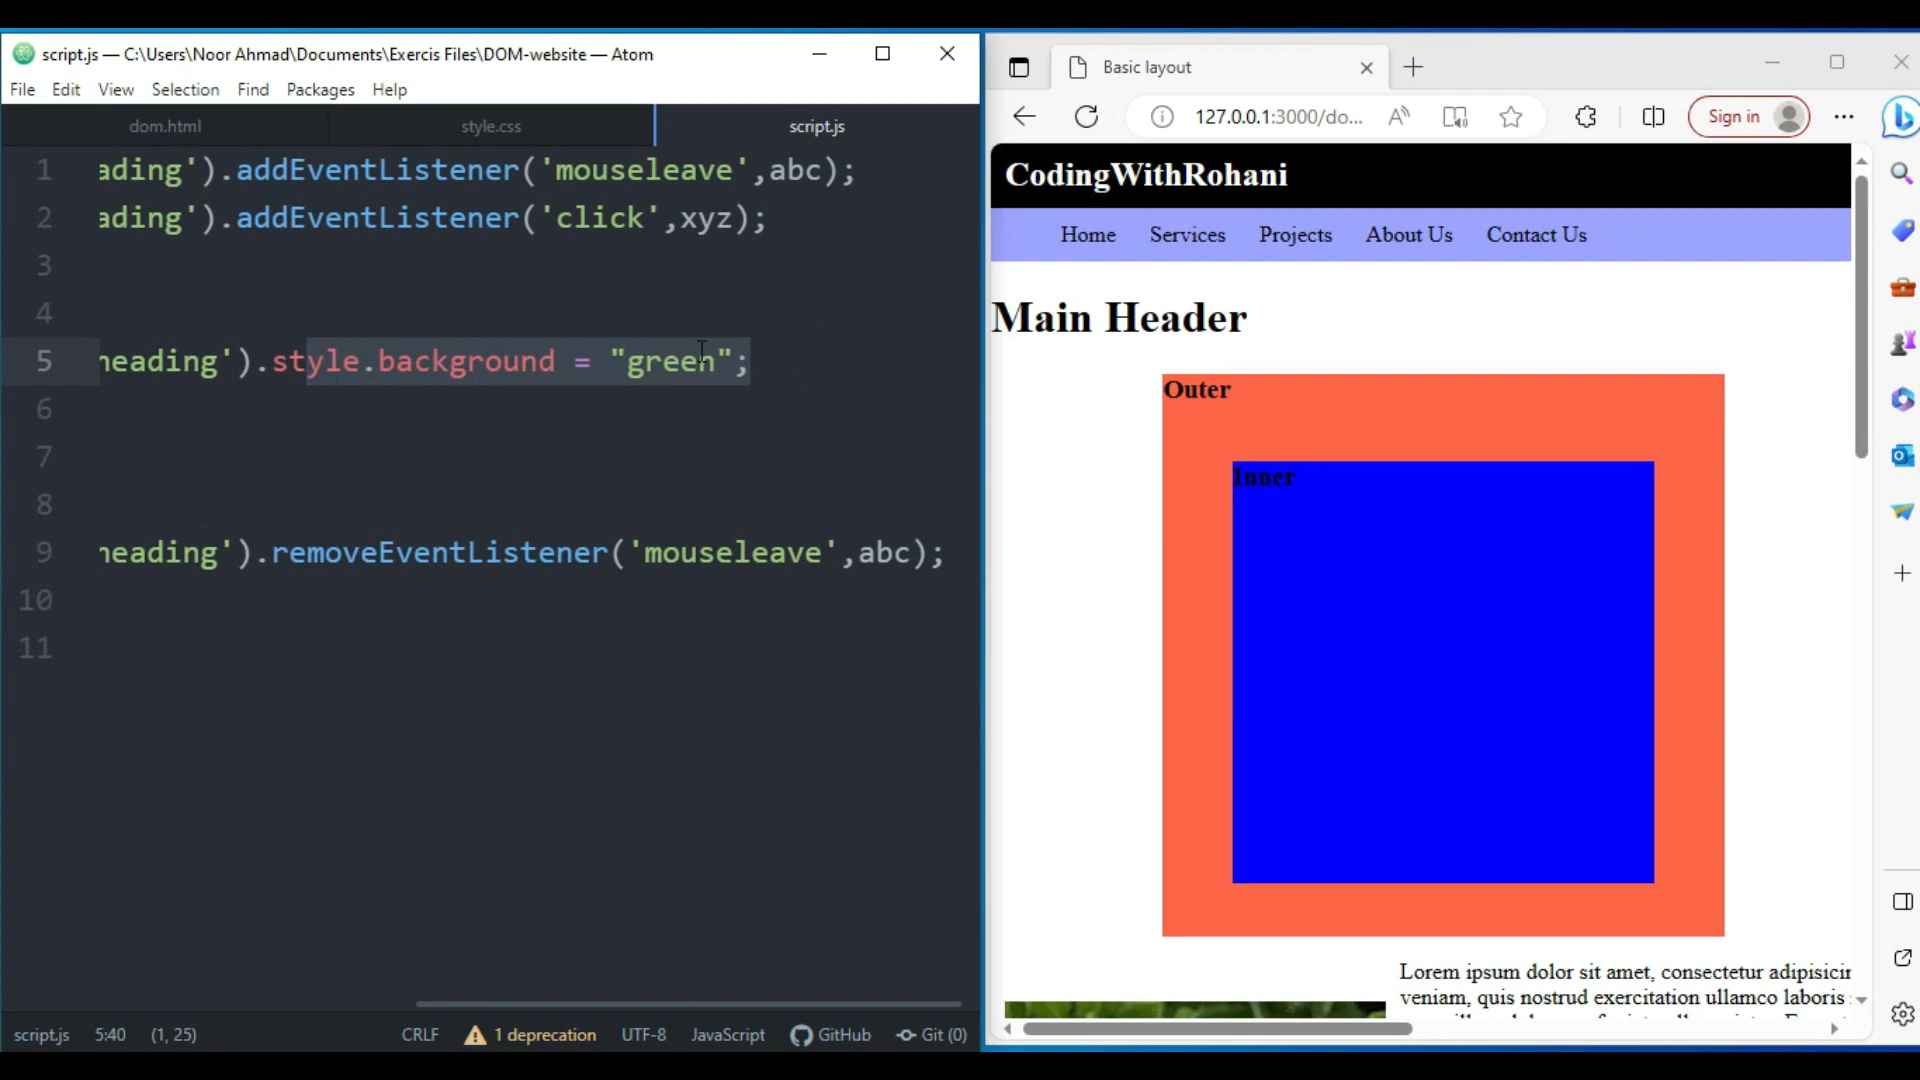 script.js — C:\Users\Noor Ahmad\Documents\Exercis Files\DOM-website — Atom
File Edit View Selection Find Packages Help
dom.html style.css script.js
1 ading').addEventListener('mouseleave',abc);
2 ading').addEventListener('click',xyz);
3
4
5 heading').style.background = "green";
6
7
8
9 heading').removeEventListener('mouseleave',abc);
10
11
script.js 5:40 (1, 25) CRLF 1 deprecation UTF-8 JavaScript GitHub Git (0)
Basic layout
127.0.0.1:3000/do...
Sign in
CodingWithRohani
Home Services Projects About Us Contact Us
Main Header
Outer
Inner
Lorem ipsum dolor sit amet, consectetur adipisicin
veniam, quis nostrud exercitation ullamco laboris